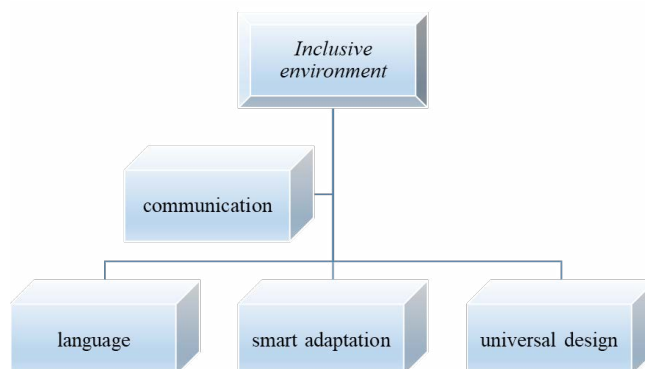 Inclusive
environment
communication
language
smart adaptation
universal design